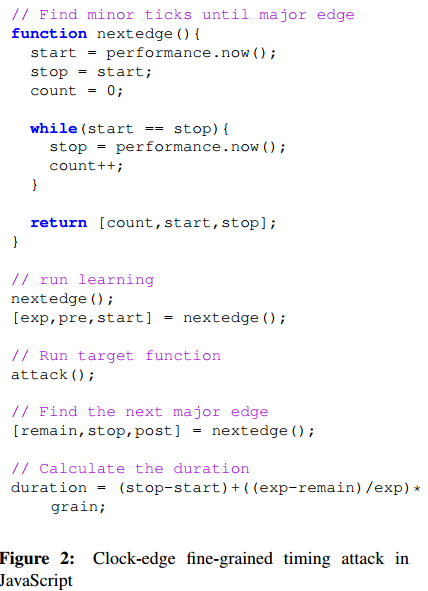 // Find minor ticks until major edge
function nextedge(){
start = performance.now();
stop = start;
count = 0;
while(start == stop){
stop = performance.now();
count++;
}
return [count,start,stop];
}
// run learning
nextedge();
[exp,pre,start] = nextedge();
// Run target function
attack();
// Find the next major edge
[remain,stop,post] = nextedge();
// Calculate the duration
duration = (stop-start)+((exp-remain)/exp)*
grain;
Figure 2: Clock-edge fine-grained timing attack in
JavaScript